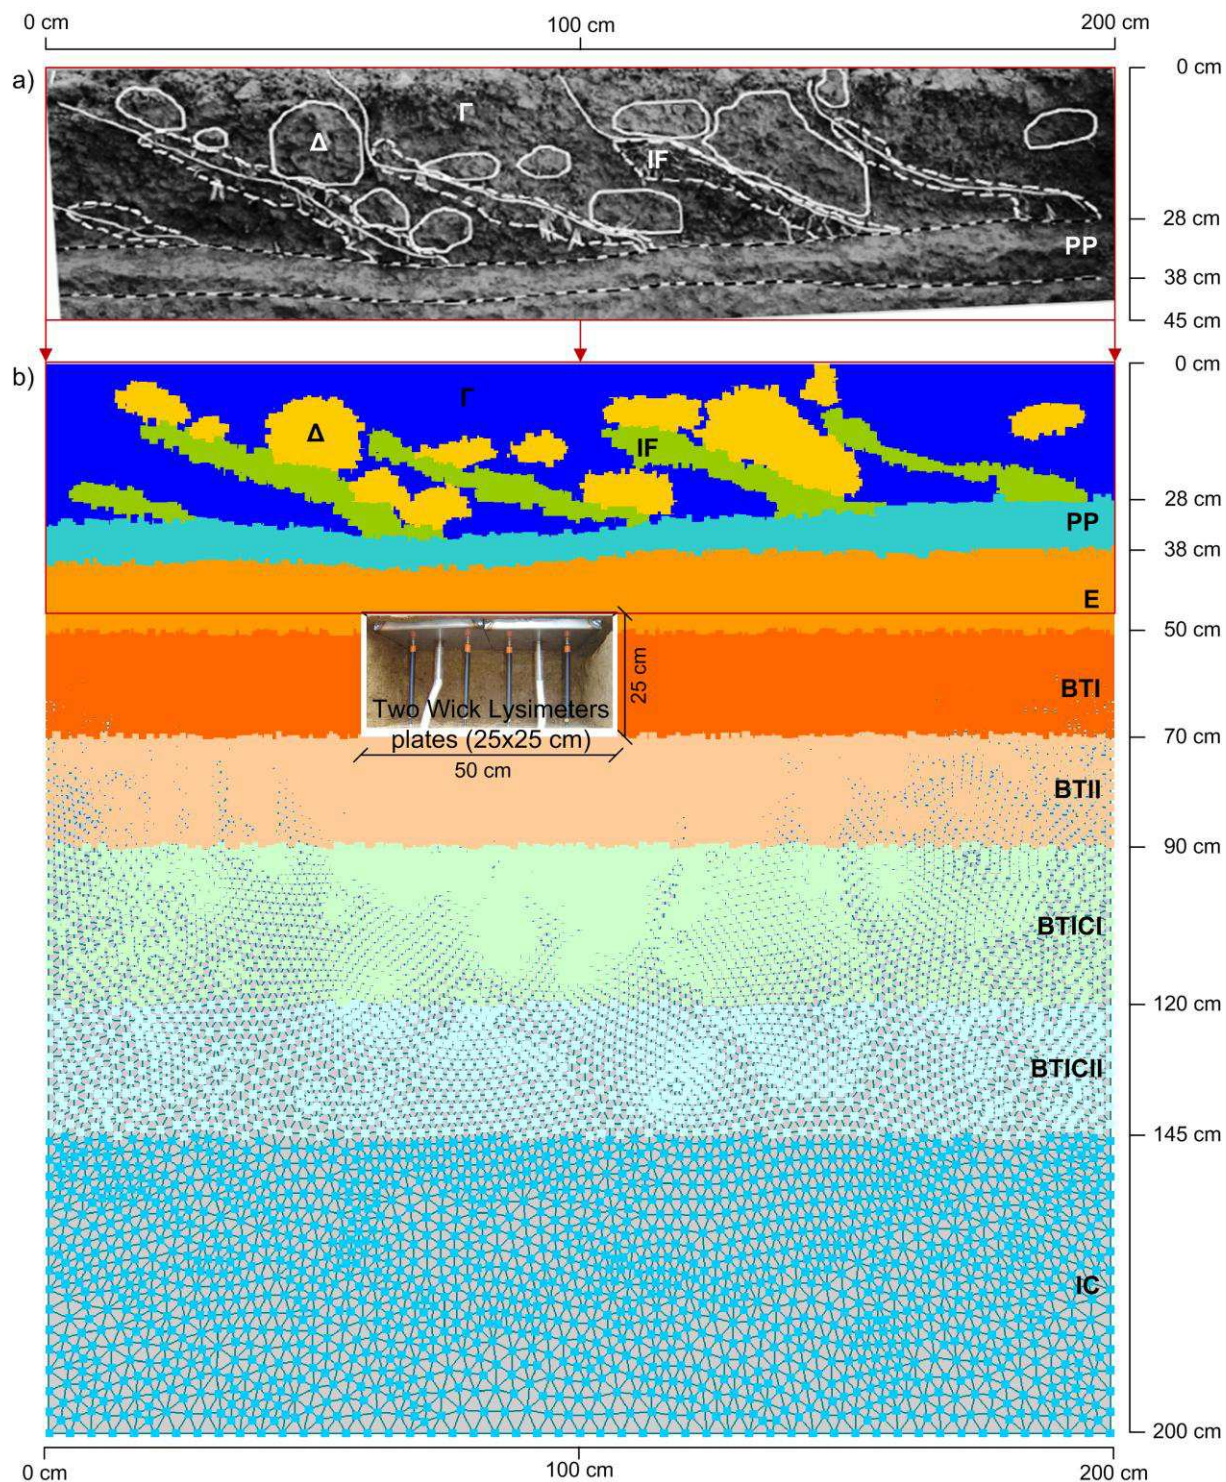 0 cm
100 cm
200 cm
a)
Γ
Δ
IF
PP
0 cm
28 cm
38 cm
45 cm
b)
Γ
Δ
IF
PP
E
BTI
BTII
BTICI
BTICII
IC
0 cm
28 cm
38 cm
50 cm
70 cm
90 cm
120 cm
145 cm
200 cm
Two Wick Lysimeters
plates (25x25 cm)
25 cm
50 cm
0 cm
100 cm
200 cm